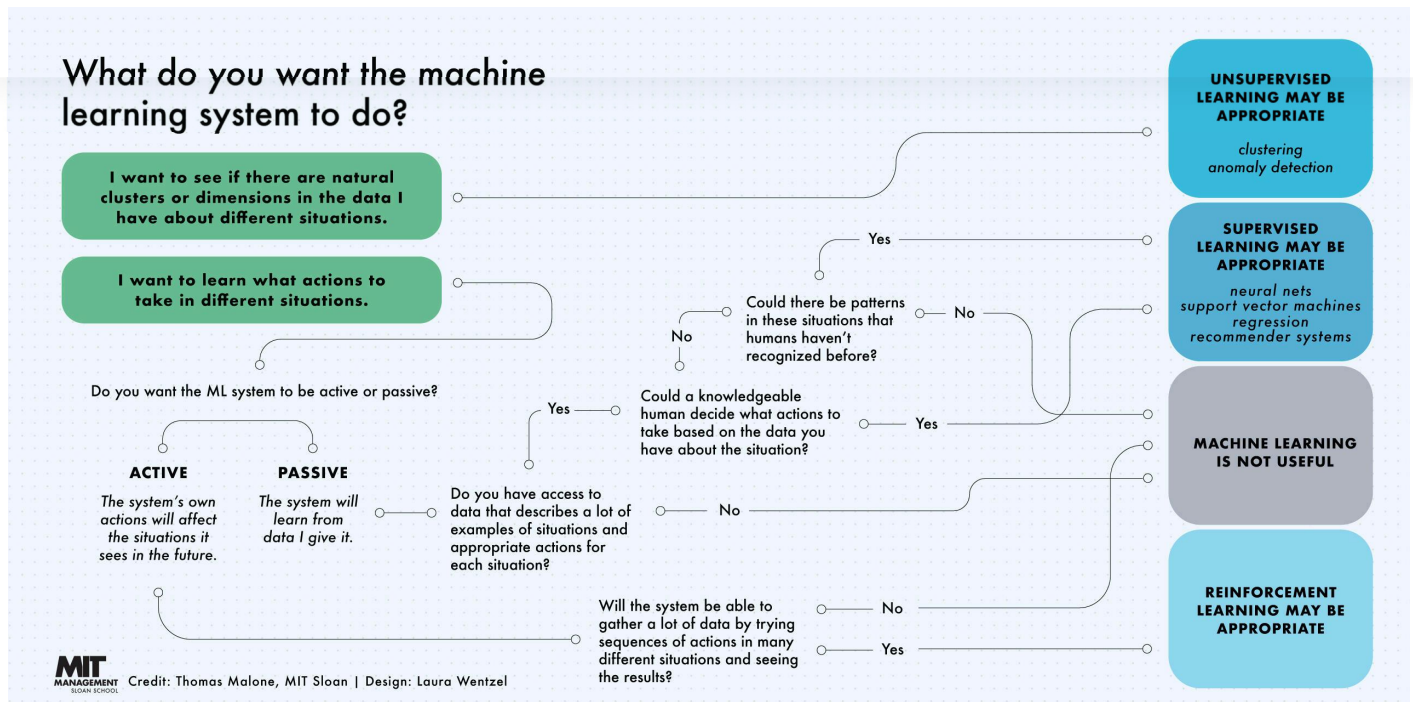 What do you want the machine
learning system to do?
I want to see if there are natural
clusters or dimensions in the data I
have about different situations.
I want to learn what actions to
take in different situations.
Do you want the ML system to be active or passive?
ACTIVE
The system's own
actions will affect
the situations it
sees in the future.
PASSIVE
The system will
learn from
data I give it.
Do you have access to
data that describes a lot of
examples of situations and
appropriate actions for
each situation?
Yes
No
Could a knowledgeable
human decide what actions to
take based on the data you
have about the situation?
No
Yes
Could there be patterns
in these situations that
humans haven't
recognized before?
Yes
No
Will the system be able to
gather a lot of data by trying
sequences of actions in many
different situations and seeing
the results?
No
Yes
UNSUPERVISED
LEARNING MAY BE
APPROPRIATE
clustering
anomaly detection
SUPERVISED
LEARNING MAY BE
APPROPRIATE
neural nets
support vector machines
regression
recommender systems
MACHINE LEARNING
IS NOT USEFUL
REINFORCEMENT
LEARNING MAY BE
APPROPRIATE
MIT
MANAGEMENT
SLOAN SCHOOL
Credit: Thomas Malone, MIT Sloan | Design: Laura Wentzel